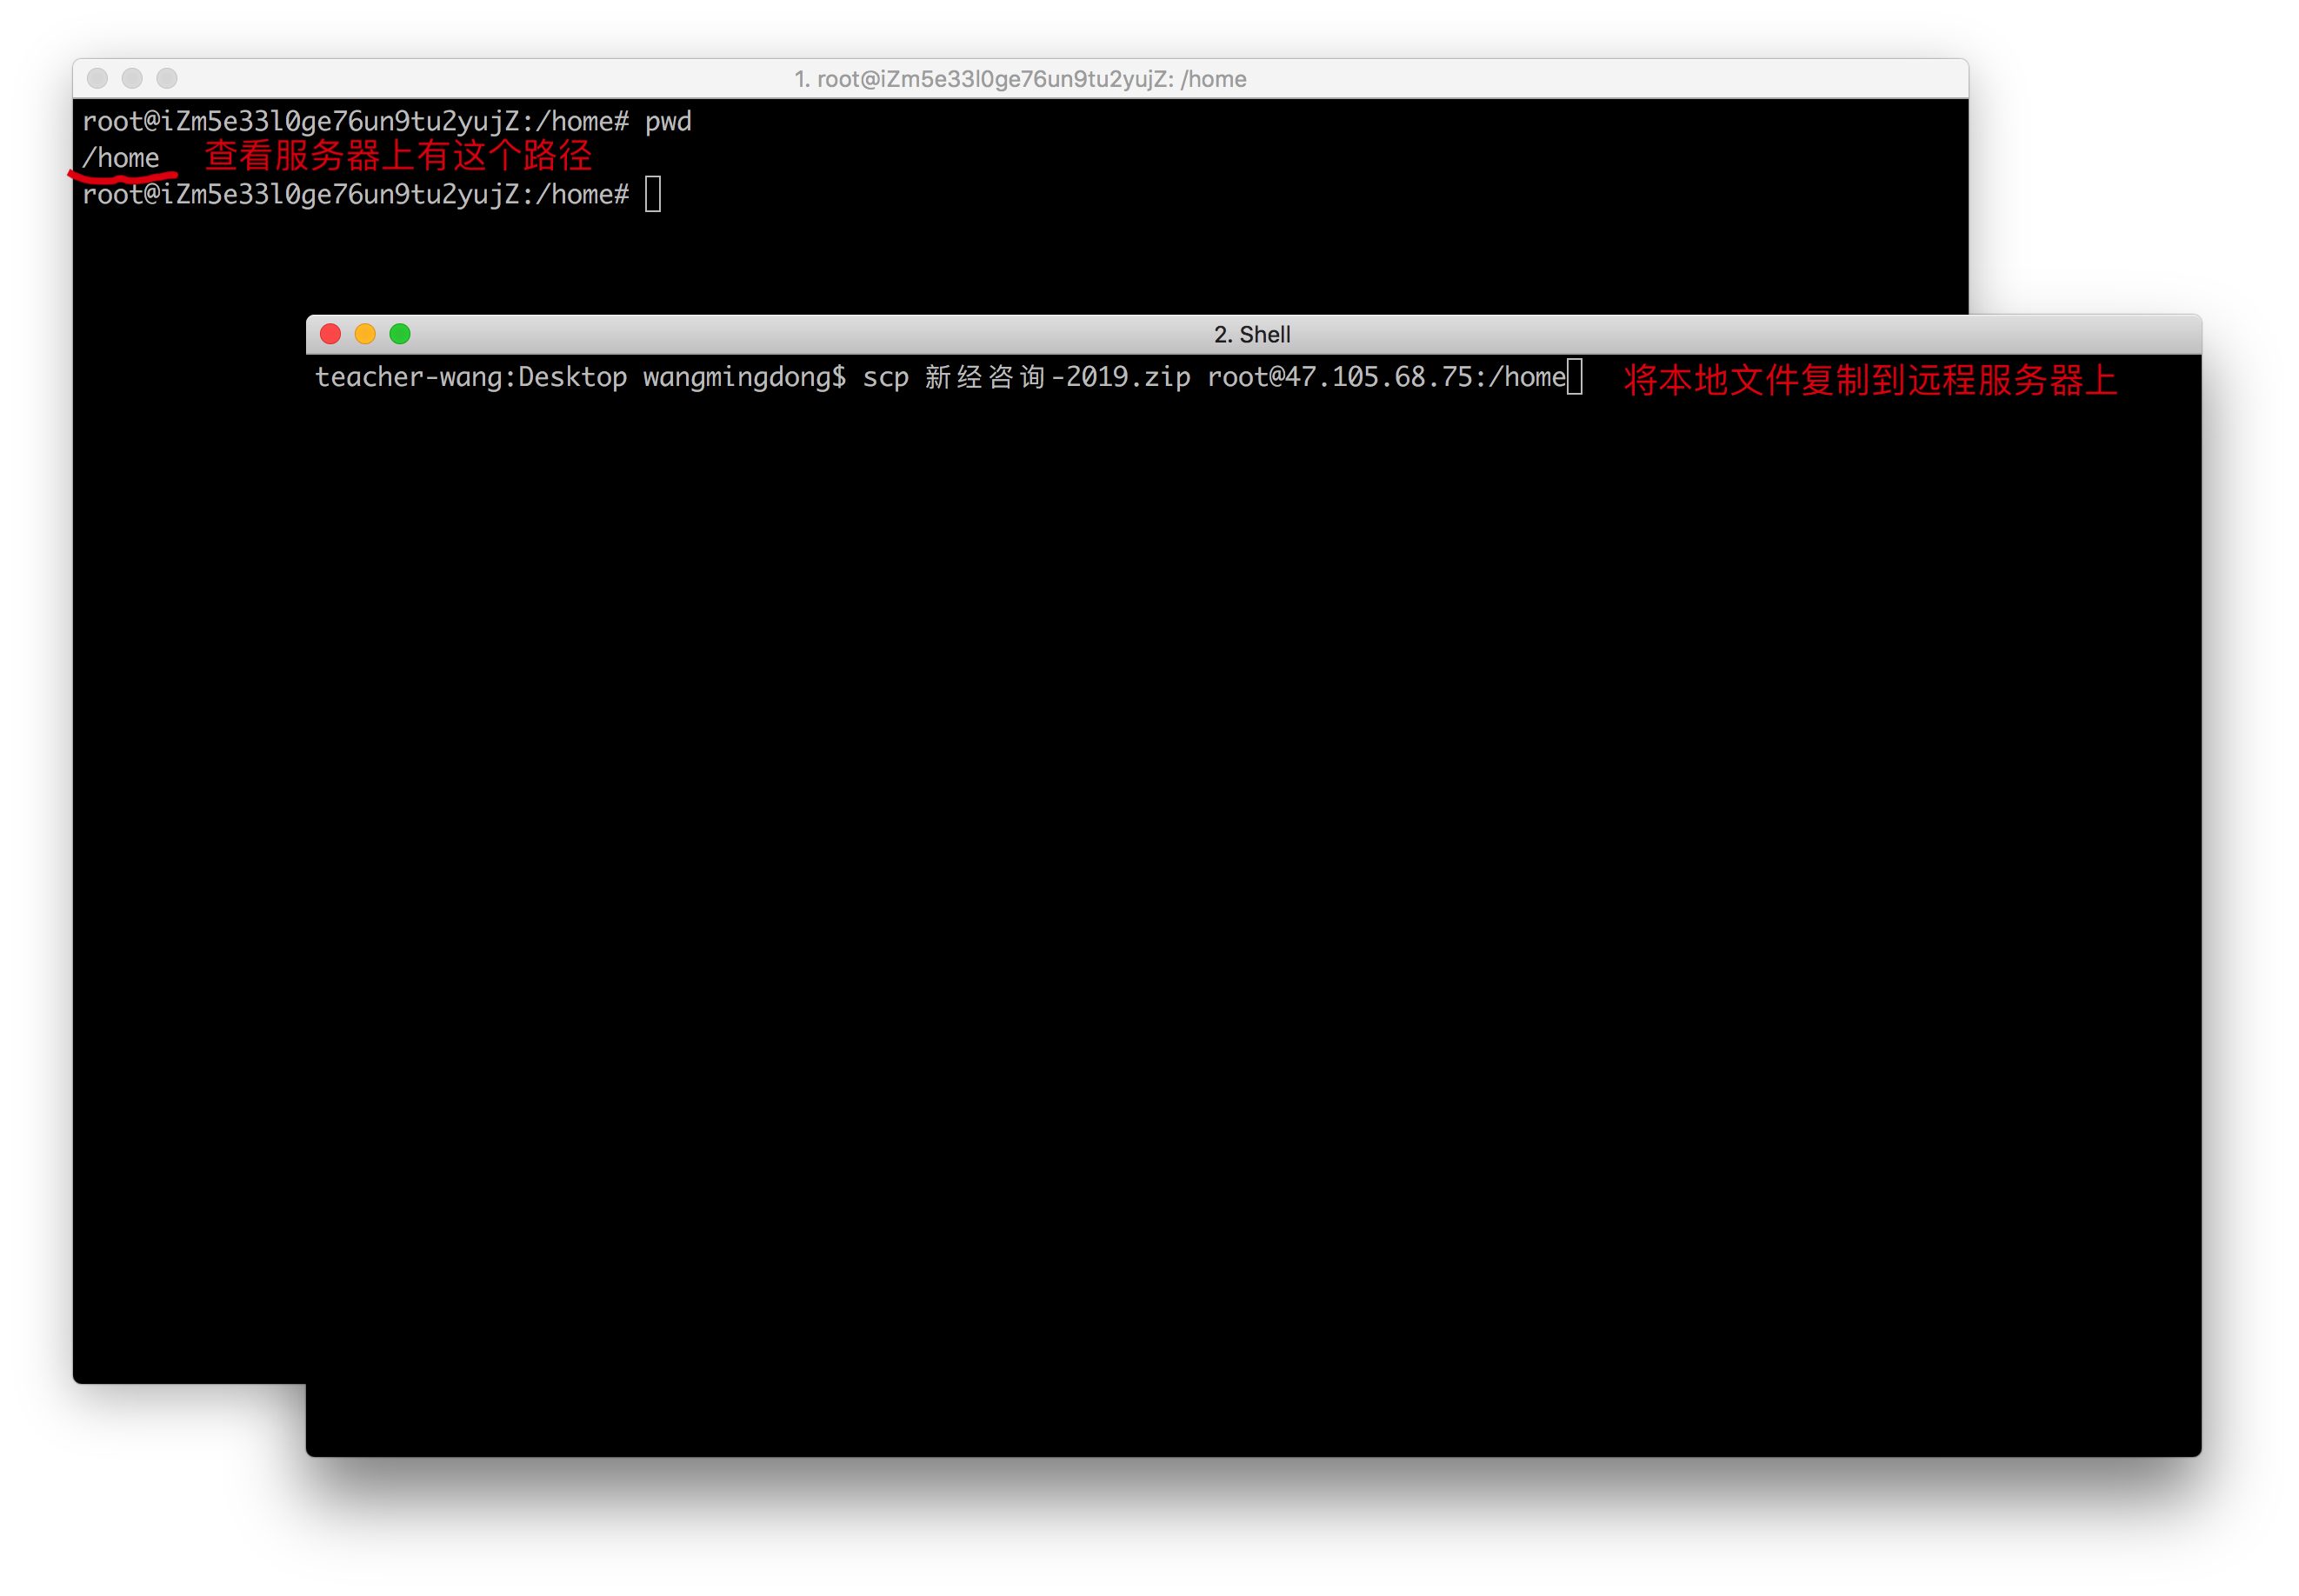 1. root@iZm5e33l0ge76un9tu2yujZ: /home
root@iZm5e33l0ge76un9tu2yujZ:/home# pwd
/home 查看服务器上有这个路径
root@iZm5e33l0ge76un9tu2yujZ:/home#
2. Shell
teacher-wang:Desktop wangmingdong$ scp 新经咨询-2019.zip root@47.105.68.75:/home 将本地文件复制到远程服务器上